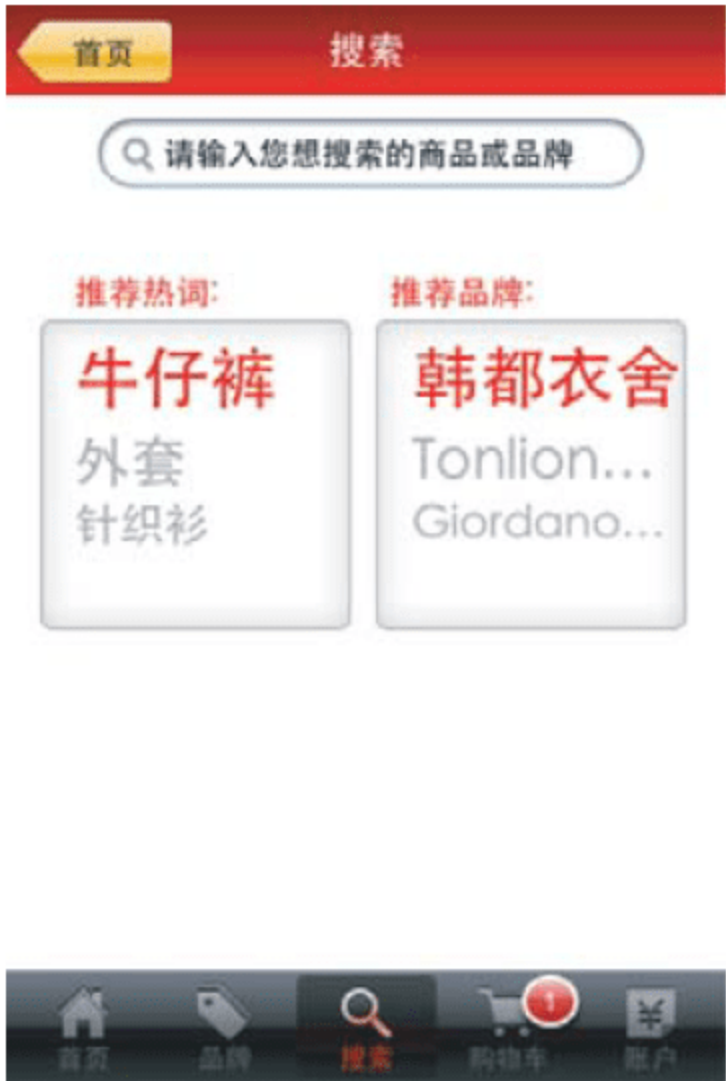 首页
搜索
请输入您想搜索的商品或品牌
推荐热词:
推荐品牌:
牛仔裤
韩都衣舍
外套
Tonlion...
针织衫
Giordano...
首页
品牌
搜索
购物车
1
账户